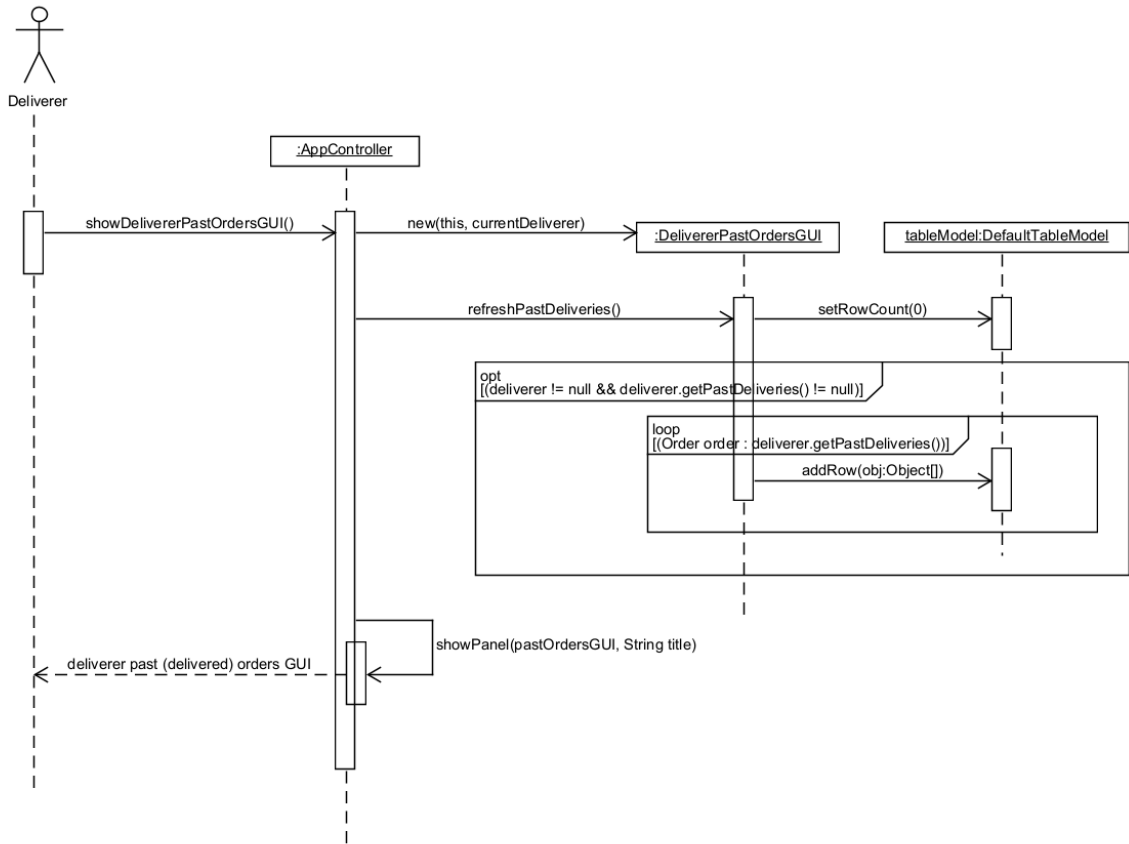 Deliverer
:AppController
showDelivererPastOrdersGUI()
new(this, currentDeliverer)
:DelivererPastOrdersGUI
tableModel:DefaultTableModel
refreshPastDeliveries()
setRowCount(0)
opt
[(deliverer != null && deliverer.getPastDeliveries() != null)]
loop
[(Order order : deliverer.getPastDeliveries())]
addRow(obj:Object[])
showPanel(pastOrdersGUI, String title)
deliverer past (delivered) orders GUI